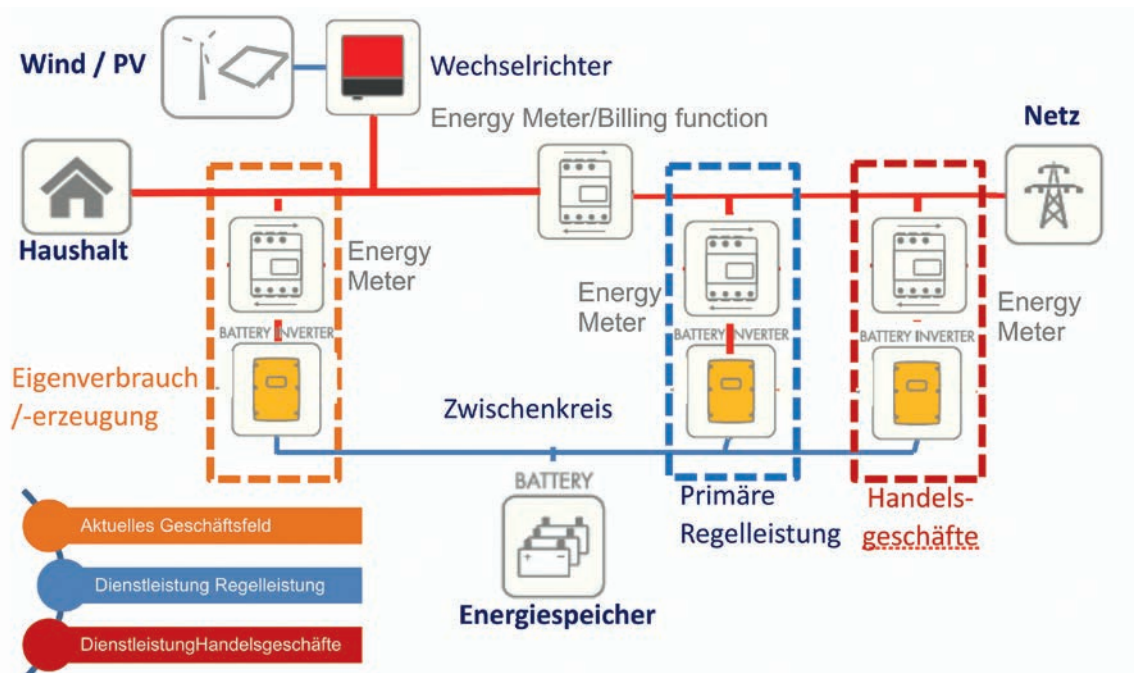 Wind / PV
Wechselrichter
Energy Meter/Billing function
Netz
Haushalt
Energy
Meter
Energy
Meter
Energy
Meter
BATTERY INVERTER
BATTERY INVERTER
BATTERY INVERTER
Eigenverbrauch
/-erzeugung
Zwischenkreis
BATTERY
Primäre
Regelleistung
Handels-
geschäfte
Aktuelles Geschäftsfeld
Dienstleistung Regelleistung
DienstleistungHandelsgeschäfte
Energiespeicher